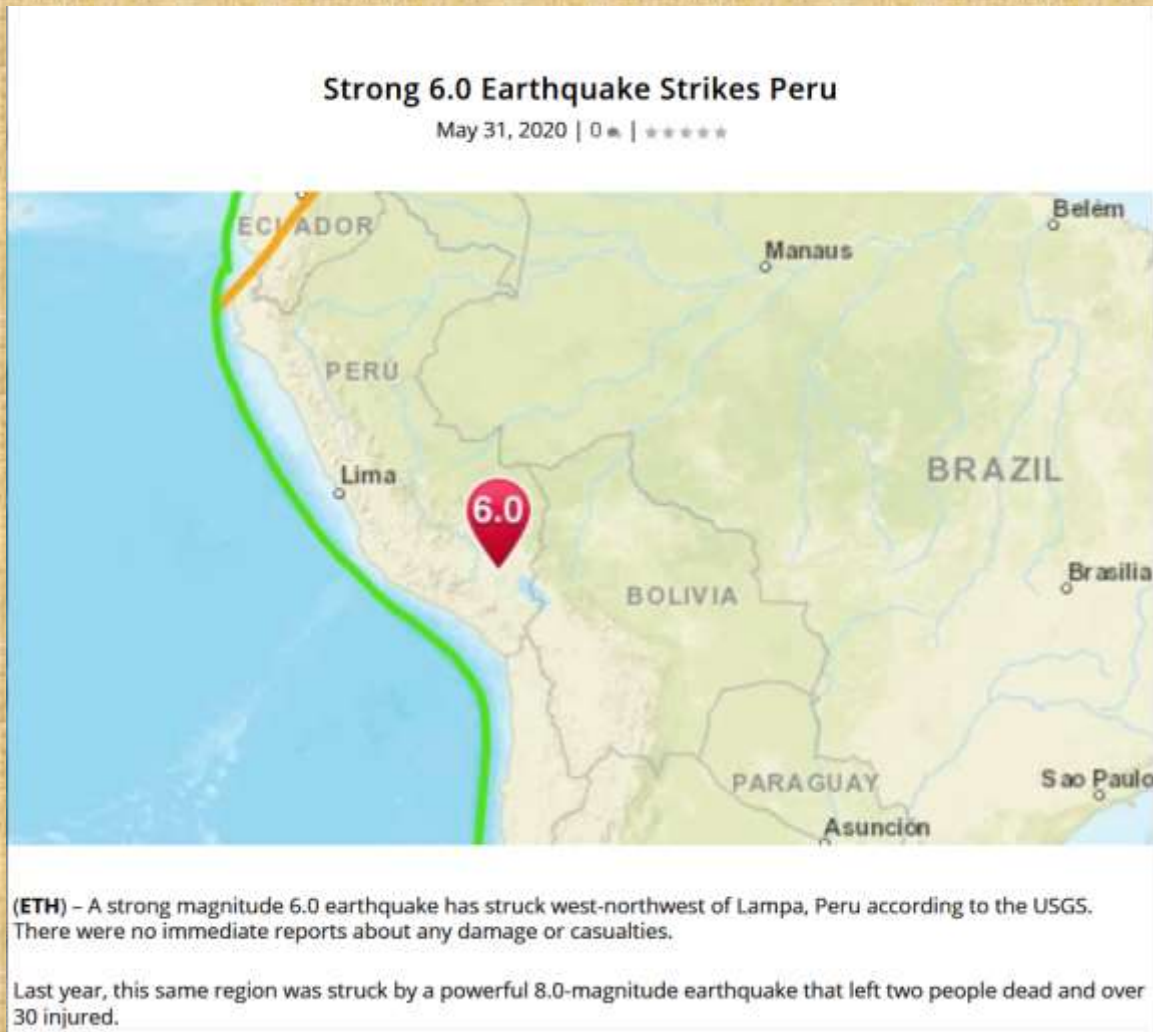 Strong 6.0 Earthquake Strikes Peru
May 31, 2020 | 0 | ★★★★★
ECUADOR
Belém
Manaus
PERÚ
BRAZIL
Lima
6.0
Brasilia
BOLIVIA
PARAGUAY
Sao Paulo
Asunción
(ETH) – A strong magnitude 6.0 earthquake has struck west-northwest of Lampa, Peru according to the USGS.
There were no immediate reports about any damage or casualties.
Last year, this same region was struck by a powerful 8.0-magnitude earthquake that left two people dead and over
30 injured.